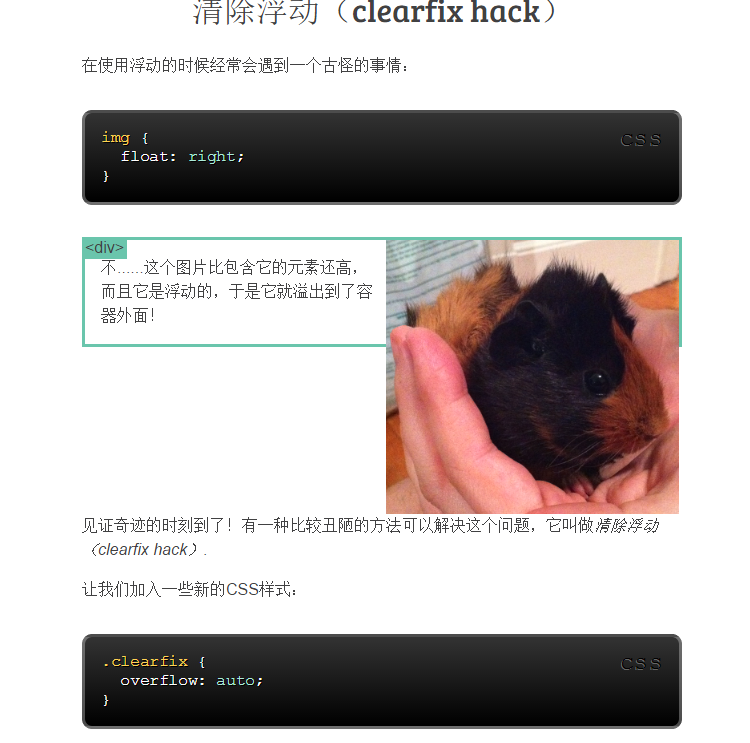 清除浮动（clearfix hack）
在使用浮动的时候经常会遇到一个古怪的事情：
CSS
img {
  float: right;
}
<div>
不……这个图片比包含它的元素还高，
而且它是浮动的，于是它就溢出到了容
器外面！
见证奇迹的时刻到了！有一种比较丑陋的方法可以解决这个问题，它叫做清除浮动
（clearfix hack）.
让我们加入一些新的CSS样式：
CSS
.clearfix {
  overflow: auto;
}